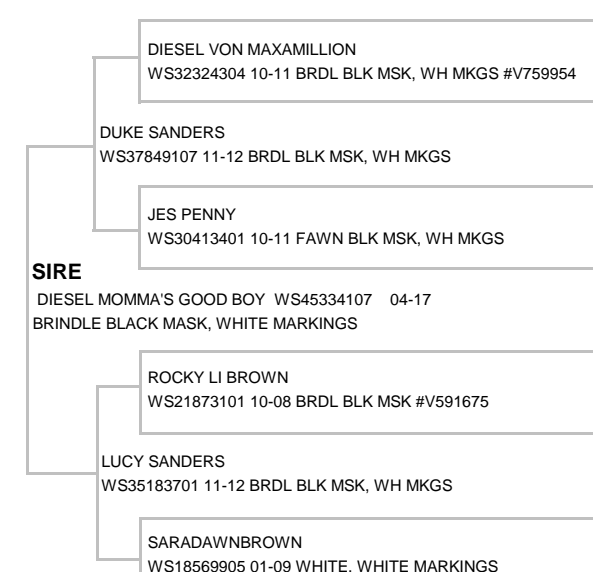 DIESEL VON MAXAMILLION
WS32324304 10-11 BRDL BLK MSK, WH MKGS #V759954
DUKE SANDERS
WS37849107 11-12 BRDL BLK MSK, WH MKGS
JES PENNY
WS30413401 10-11 FAWN BLK MSK, WH MKGS
SIRE
DIESEL MOMMA'S GOOD BOY WS45334107 04-17
BRINDLE BLACK MASK, WHITE MARKINGS
ROCKY LI BROWN
WS21873101 10-08 BRDL BLK MSK #V591675
LUCY SANDERS
WS35183701 11-12 BRDL BLK MSK, WH MKGS
SARADAWNBROWN
WS18569905 01-09 WHITE, WHITE MARKINGS